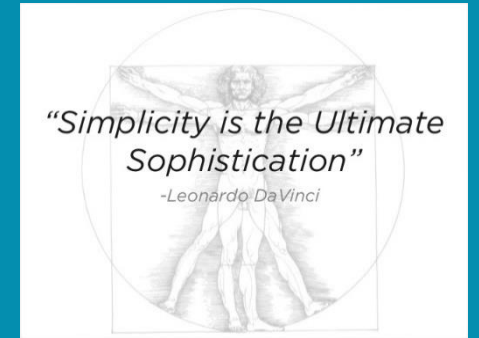 “Simplicity is the Ultimate
Sophistication”
-Leonardo DaVinci